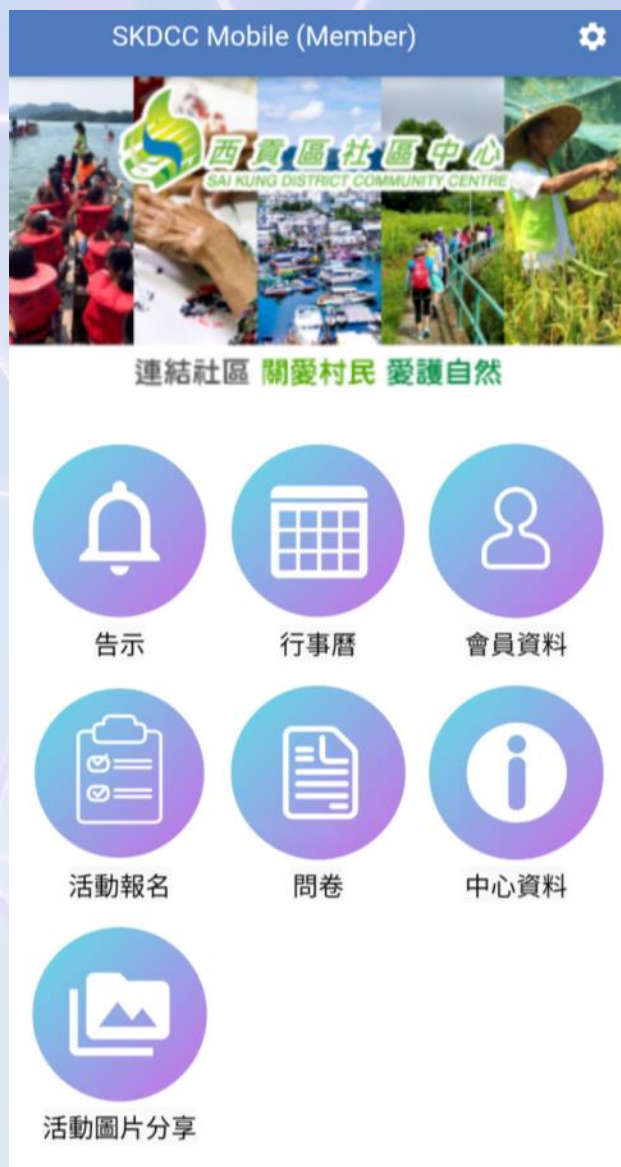 SKDCC Mobile (Member)
西貢區社區中心
SAI KUNG DISTRICT COMMUNITY CENTRE
連結社區 關愛村民 愛護自然
告示
行事曆
會員資料
活動報名
問卷
中心資料
活動圖片分享